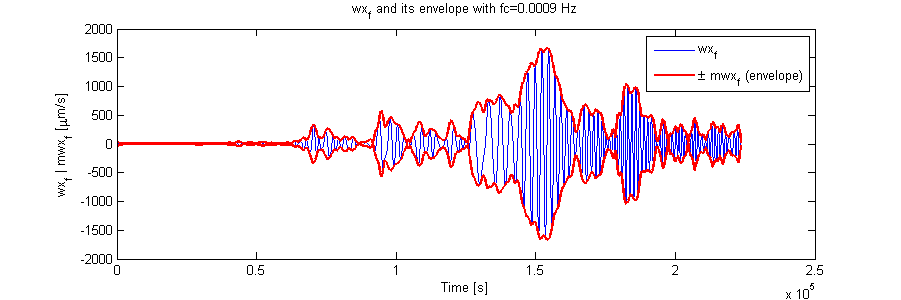 wx_f and its envelope with fc=0.0009 Hz
wx_f | mwx_f [μm/s]
2000
1500
1000
500
0
-500
-1000
-1500
-2000
wx_f
± mwx_f (envelope)
0 0.5 1 1.5 2 2.5
Time [s]
x 10^5